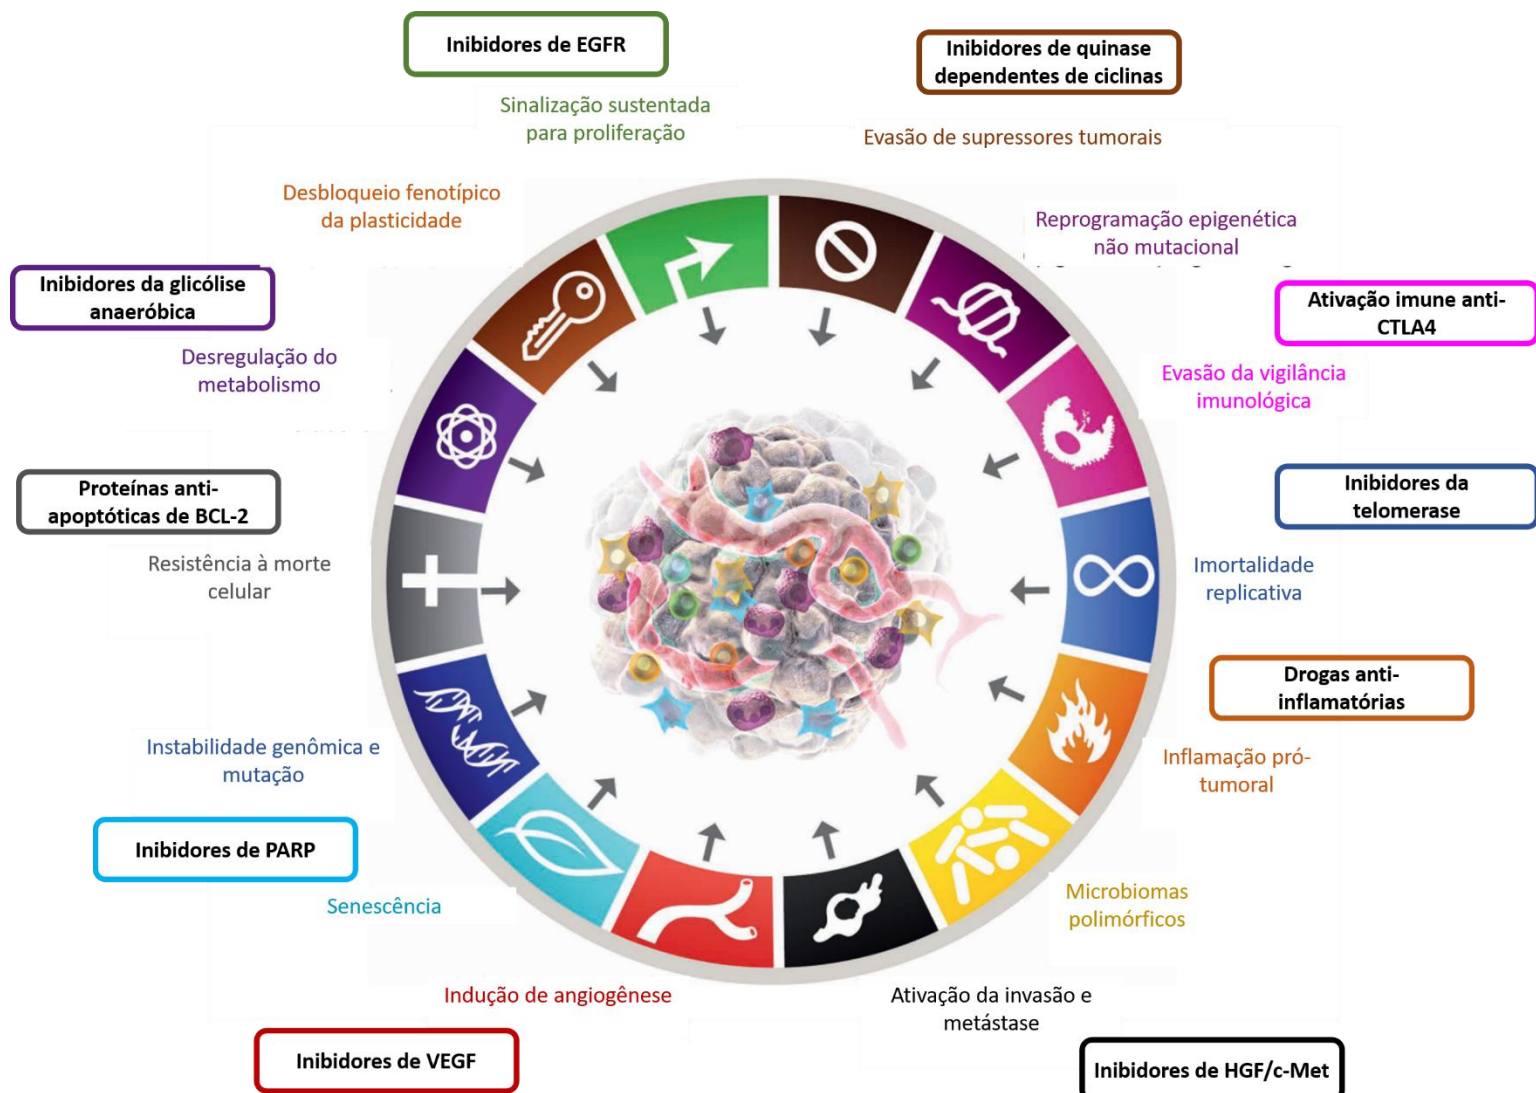 Inibidores de EGFR
Sinalização sustentada
para proliferação
Inibidores de quinase
dependentes de ciclinas
Evasão de supressores tumorais
Desbloqueio fenotípico
da plasticidade
Reprogramação epigenética
não mutacional
Inibidores da glicólise
anaeróbica
Desregulação do
metabolismo
Ativação imune anti-
CTLA4
Evasão da vigilância
imunológica
Proteínas anti-
apoptóticas de BCL-2
Resistência à morte
celular
Inibidores da
telomerase
Imortalidade
replicativa
Drogas anti-
inflamatórias
Inflamação pró-
tumoral
Instabilidade genômica e
mutação
Inibidores de PARP
Senescência
Microbiomas
polimórficos
Indução de angiogênese
Ativação da invasão e
metástase
Inibidores de VEGF
Inibidores de HGF/c-Met